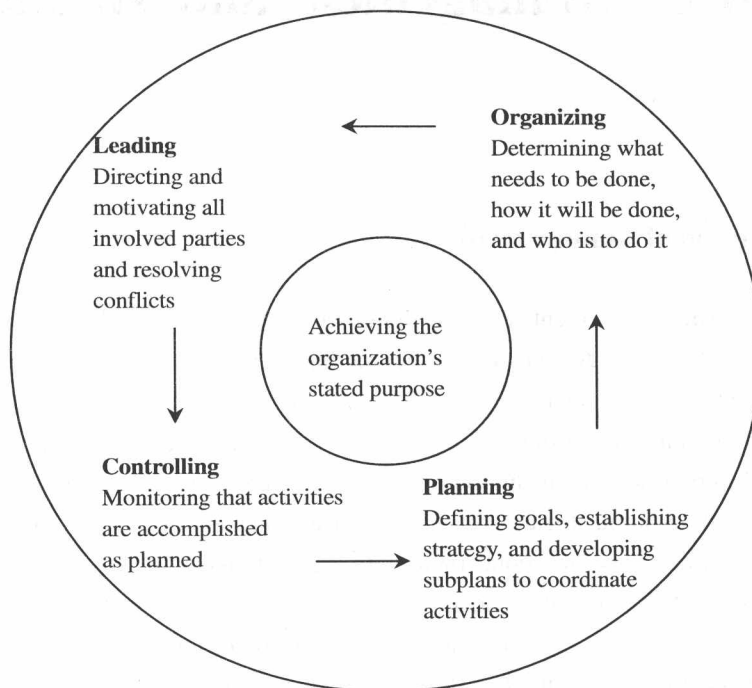 Organizing
Determining what
needs to be done,
how it will be done,
and who is to do it
Leading
Directing and
motivating all
involved parties
and resolving
conflicts
Achieving the
organization's
stated purpose
Controlling
Monitoring that activities
are accomplished
as planned
Planning
Defining goals, establishing
strategy, and developing
subplans to coordinate
activities